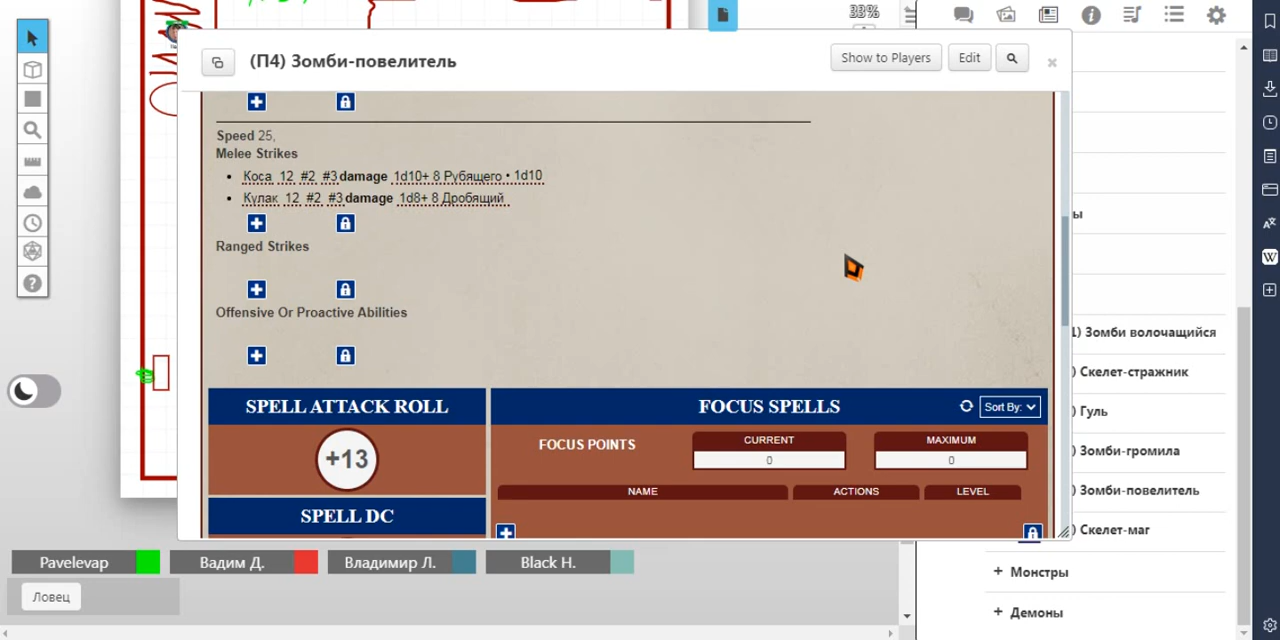 33%
(П4) Зомби-повелитель
Show to Players
Edit
Speed 25,
Melee Strikes
• Коса 12 #2 #3 damage 1d10+ 8 Рубящего • 1d10
• Кулак 12 #2 #3 damage 1d8+ 8 Дробящий
Ranged Strikes
Offensive Or Proactive Abilities
SPELL ATTACK ROLL
+13
SPELL DC
FOCUS SPELLS
Sort By:
FOCUS POINTS
CURRENT
0
MAXIMUM
0
NAME
ACTIONS
LEVEL
ы
1) Зомби волочащийся
) Скелет-стражник
) Гуль
) Зомби-громила
) Зомби-повелитель
) Скелет-маг
+ Монстры
+ Демоны
Pavelevap
Вадим Д.
Владимир Л.
Black H.
Ловец